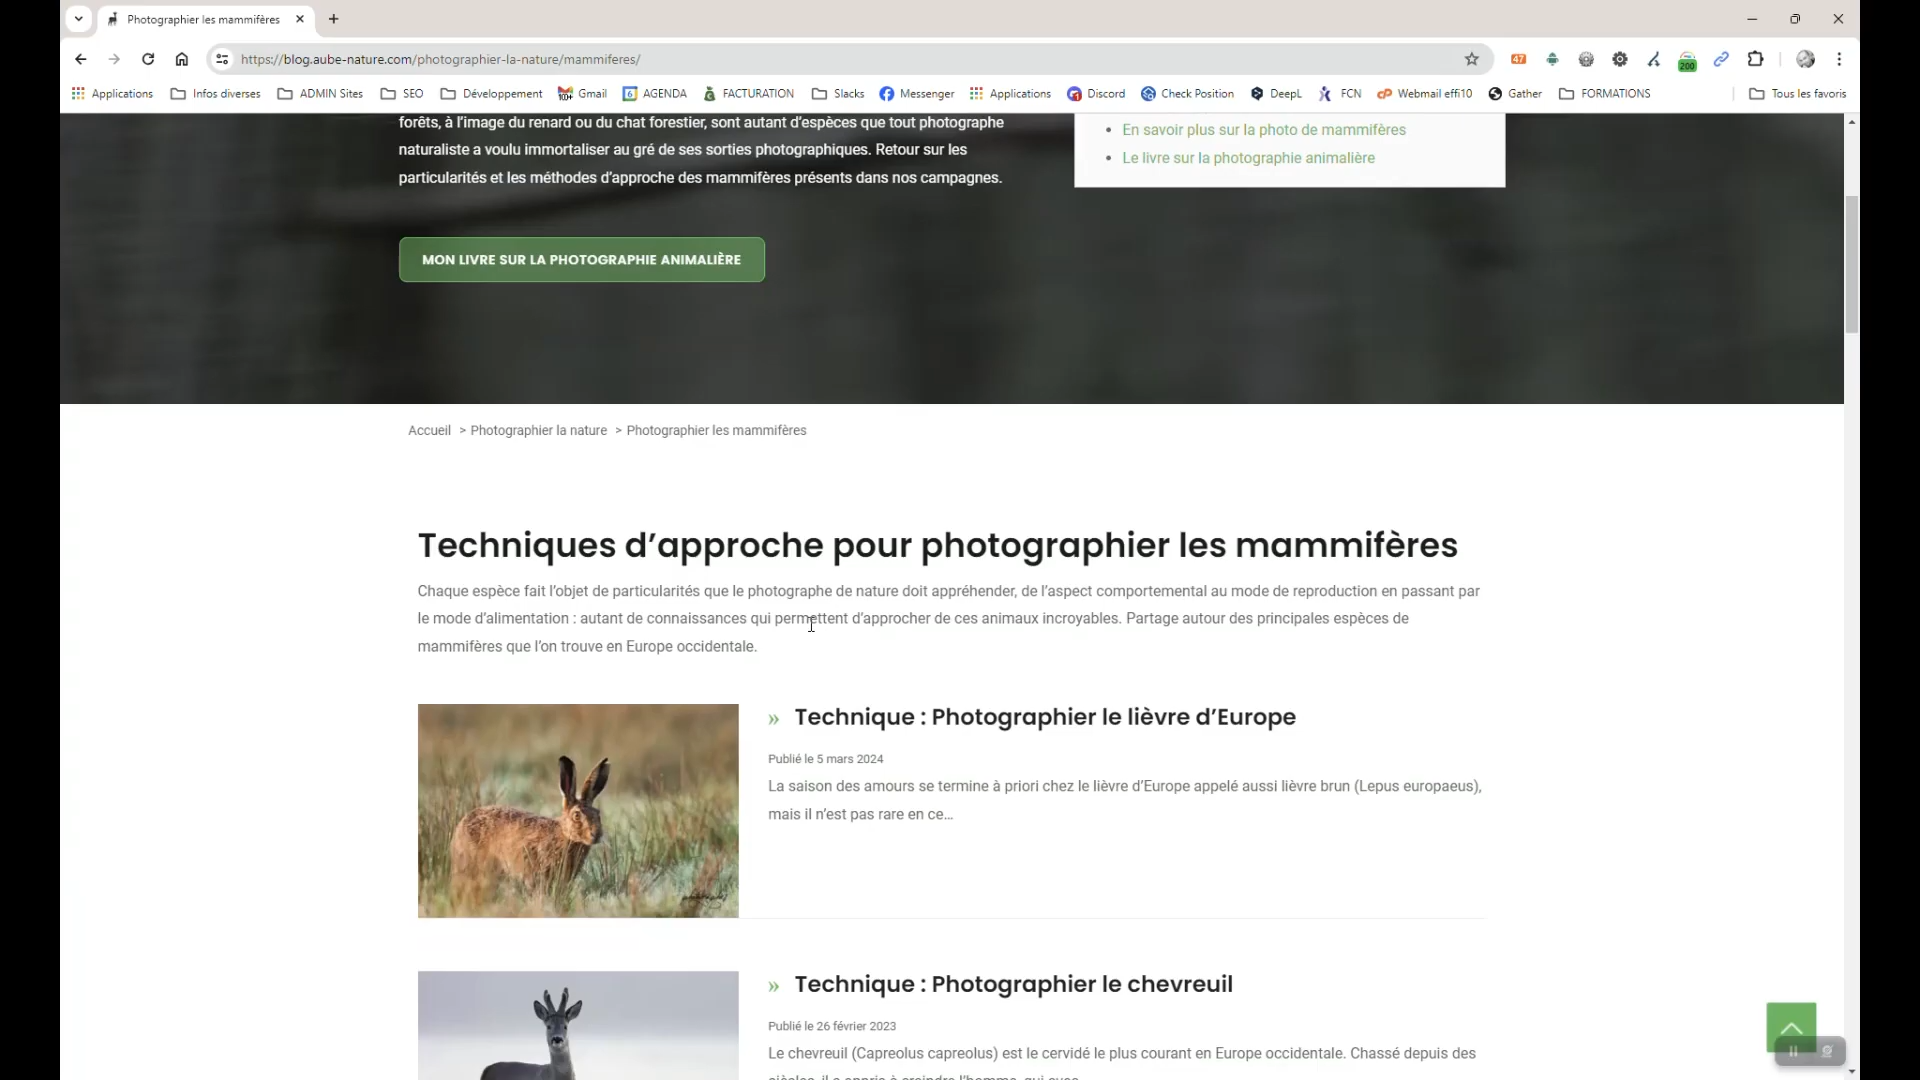 Photographier les mammifères
https://blog.aube-nature.com/photographier-la-nature/mammiferes/
47
200
Applications Infos diverses ADMIN Sites SEO Développement Gmail AGENDA FACTURATION Slacks Messenger Applications Discord Check Position DeepL FCN Webmail effi10 Gather FORMATIONS Tous les favoris
forêts, à l’image du renard ou du chat forestier, sont autant d’espèces que tout photographe
naturaliste a voulu immortaliser au gré de ses sorties photographiques. Retour sur les
particularités et les méthodes d’approche des mammifères présents dans nos campagnes.
• En savoir plus sur la photo de mammifères
• Le livre sur la photographie animalière
MON LIVRE SUR LA PHOTOGRAPHIE ANIMALIÈRE
Accueil > Photographier la nature > Photographier les mammifères
Techniques d’approche pour photographier les mammifères
Chaque espèce fait l’objet de particularités que le photographe de nature doit appréhender, de l’aspect comportemental au mode de reproduction en passant par
le mode d’alimentation : autant de connaissances qui permettent d’approcher de ces animaux incroyables. Partage autour des principales espèces de
mammifères que l’on trouve en Europe occidentale.
» Technique : Photographier le lièvre d’Europe
Publié le 5 mars 2024
La saison des amours se termine à priori chez le lièvre d’Europe appelé aussi lièvre brun (Lepus europaeus),
mais il n’est pas rare en ce…
» Technique : Photographier le chevreuil
Publié le 26 février 2023
Le chevreuil (Capreolus capreolus) est le cervidé le plus courant en Europe occidentale. Chassé depuis des